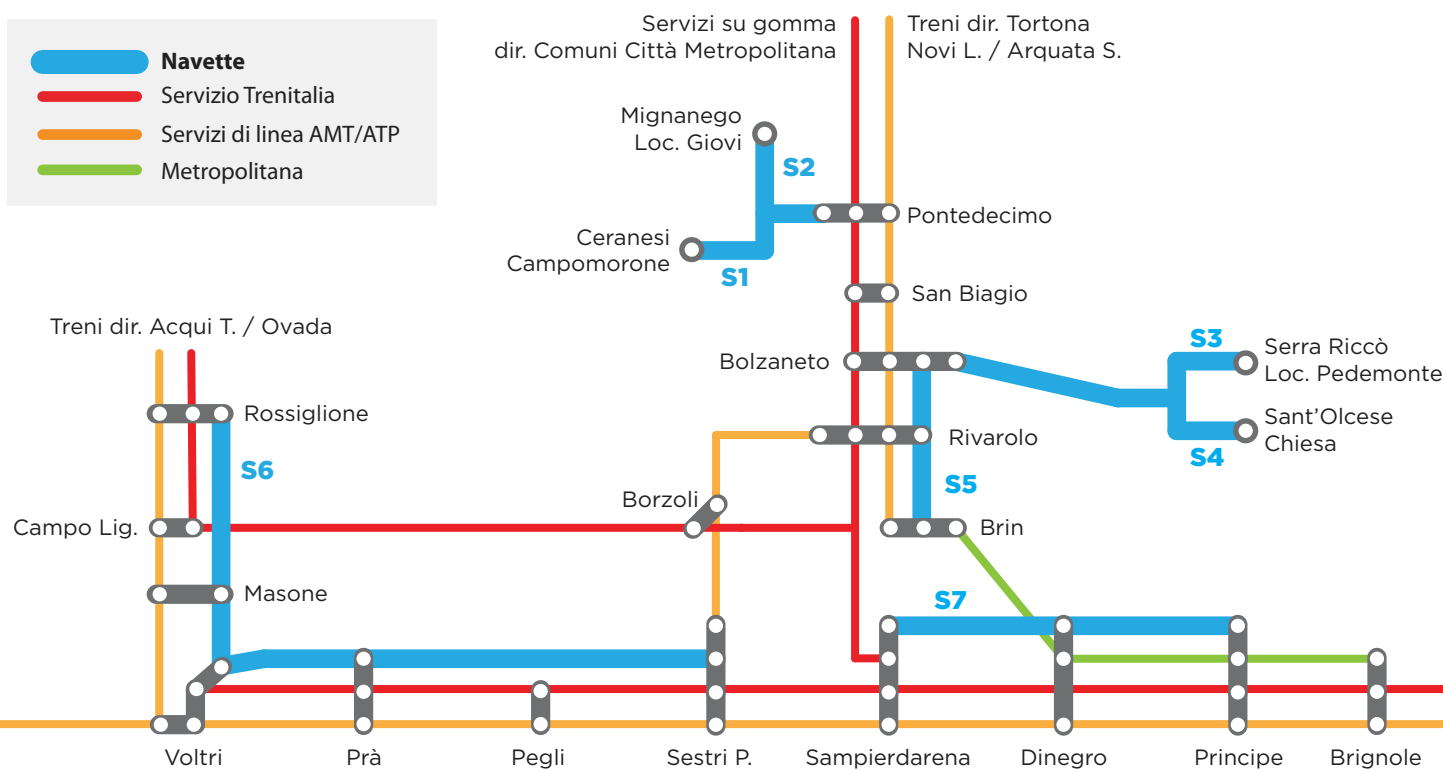 Navette
Servizio Trenitalia
Servizi di linea AMT/ATP
Metropolitana
Servizi su gomma
dir. Comuni Città Metropolitana
Treni dir. Tortona
Novi L. / Arquata S.
Mignanego
Loc. Giovi
S2
Pontedecimo
Ceranesi
Campomorone
S1
San Biagio
Treni dir. Acqui T. / Ovada
Bolzaneto
S3
Serra Riccò
Loc. Pedemonte
Sant'Olcese
Chiesa
S4
Rossiglione
Rivarolo
S6
S5
Borzoli
Campo Lig.
Brin
Masone
S7
Voltri
Prà
Pegli
Sestri P.
Sampierdarena
Dinegro
Principe
Brignole